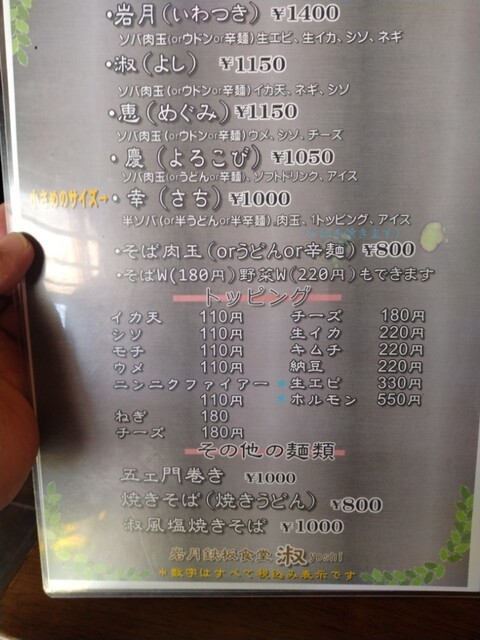 ・岩月(いわつき) ¥1400
ソバ肉玉(orウドンor辛麺)生エビ、生イカ、シソ、ネギ
・淑(よし) ¥1150
ソバ肉玉(orウドンor辛麺)イカ天、ネギ、シソ
・恵(めぐみ) ¥1150
ソバ肉玉(orウドンor辛麺)ウメ、シソ、チーズ
・慶(よろこび) ¥1050
ソバ肉玉(orうどんor辛麺)、ソフトドリンク、アイス
小さめのサイズ→・幸(さち) ¥1000
半ソバ(or半うどんor半辛麺)、肉玉、1トッピング、アイス
・そば肉玉(orうどんor辛麺) ¥800
・そばW(180円)野菜W(220円)もできます
トッピング
イカ天 110円 チーズ 180円
シソ 110円 生イカ 220円
モチ 110円 キムチ 220円
ウメ 110円 納豆 220円
ニンニクファイアー 生エビ 330円
110円 ホルモン 550円
ねぎ 180
チーズ 180円
その他の麺類
五ェ門巻き ¥1000
焼きそば(焼きうどん) ¥800
淑風塩焼きそば ¥1000
岩月鉄板食堂 淑 yoshi
※数字はすべて税込み表示です